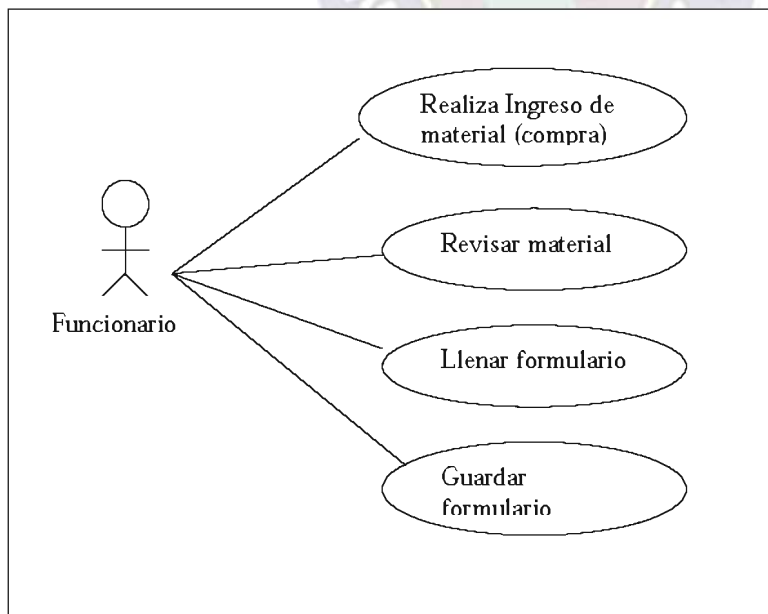 Realiza Ingreso de
material (compra)
Revisar material
Funcionario
Llenar formulario
Guardar
formulario